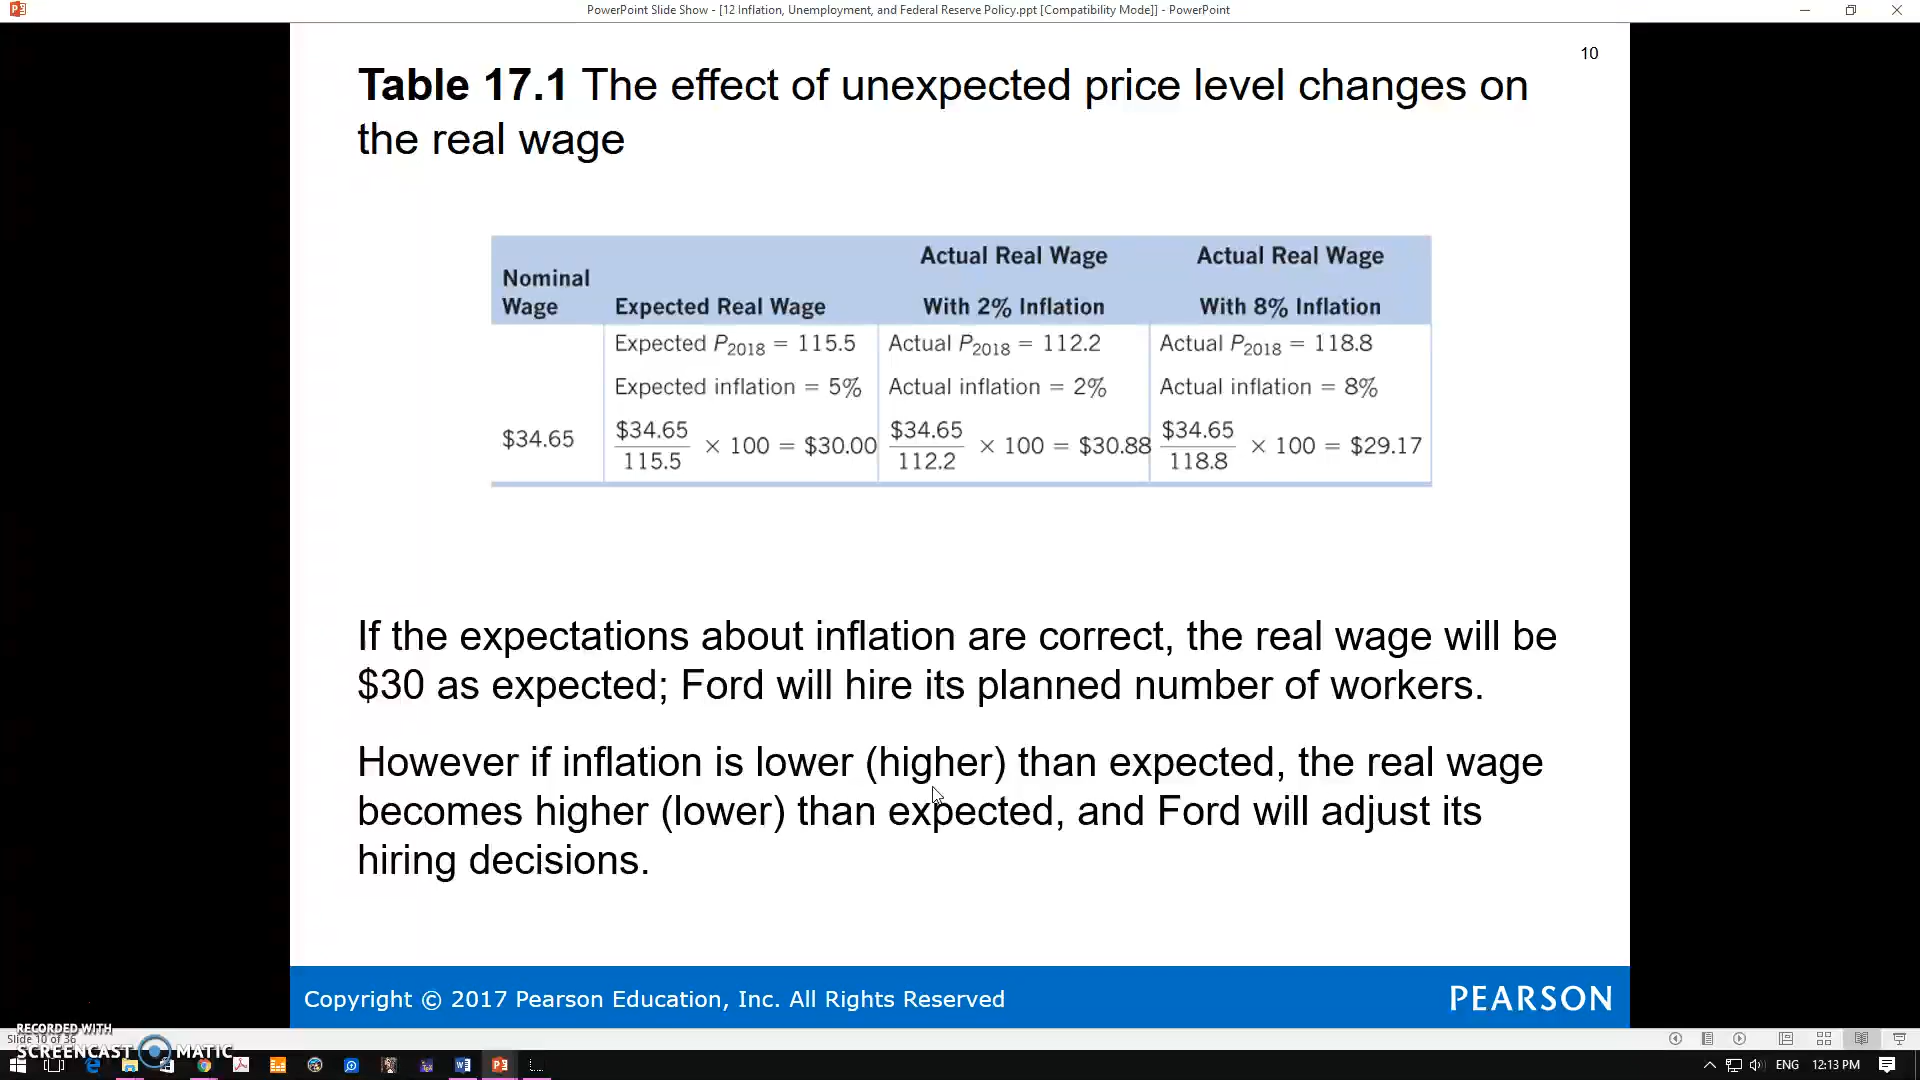 PowerPoint Slide Show - [12 Inflation, Unemployment, and Federal Reserve Policy.ppt [Compatibility Mode]] - PowerPoint
10
Table 17.1 The effect of unexpected price level changes on
the real wage
Nominal Wage
Expected Real Wage
Actual Real Wage With 2% Inflation
Actual Real Wage With 8% Inflation
$34.65
Expected P2018 = 115.5
Expected inflation = 5%
$34.65 / 115.5 × 100 = $30.00
Actual P2018 = 112.2
Actual inflation = 2%
$34.65 / 112.2 × 100 = $30.88
Actual P2018 = 118.8
Actual inflation = 8%
$34.65 / 118.8 × 100 = $29.17
If the expectations about inflation are correct, the real wage will be
$30 as expected; Ford will hire its planned number of workers.
However if inflation is lower (higher) than expected, the real wage
becomes higher (lower) than expected, and Ford will adjust its
hiring decisions.
Copyright © 2017 Pearson Education, Inc. All Rights Reserved
PEARSON
RECORDED WITH
Slide 10 of 36
SCREENCAST MATIC
ENG
12:13 PM